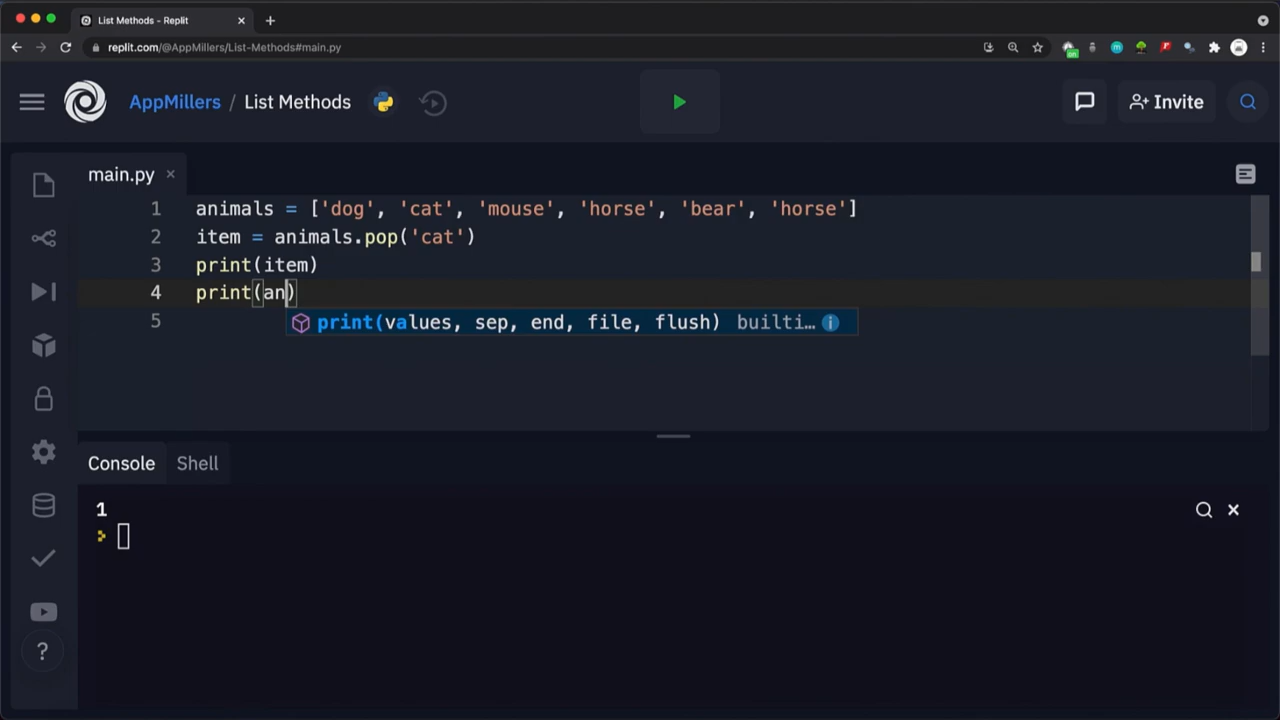 List Methods - Replit
replit.com/@AppMillers/List-Methods#main.py
on
AppMillers / List Methods
Invite
main.py
1 animals = ['dog', 'cat', 'mouse', 'horse', 'bear', 'horse']
2 item = animals.pop('cat')
3 print(item)
4 print(an)
5
print(values, sep, end, file, flush) builti…
Console Shell
1
?